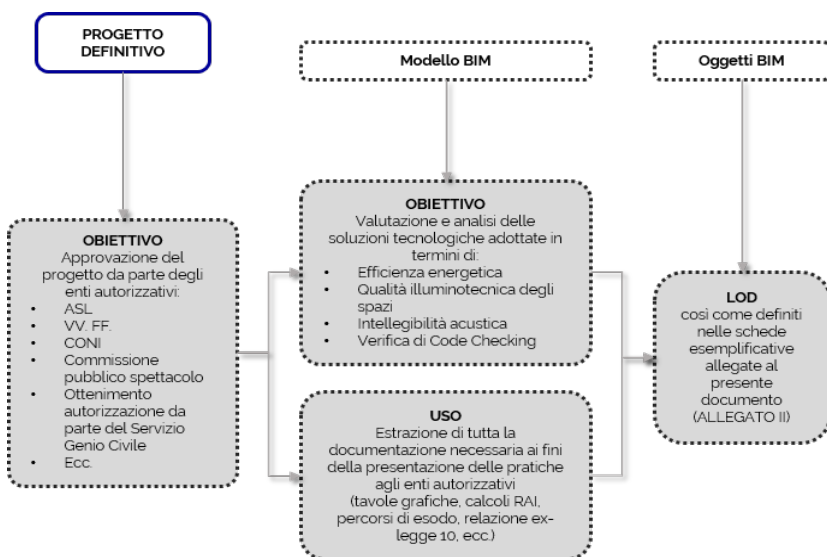 PROGETTO
DEFINITIVO
Modello BIM
Oggetti BIM
OBIETTIVO
Approvazione del
progetto da parte degli
enti autorizzativi:
• ASL
• VV. FF.
• CONI
• Commissione
pubblico spettacolo
• Ottenimento
autorizzazione da
parte del Servizio
Genio Civile
• Ecc.
OBIETTIVO
Valutazione e analisi delle
soluzioni tecnologiche adottate in
termini di:
• Efficienza energetica
• Qualità illuminotecnica degli
spazi
• Intellegibilità acustica
• Verifica di Code Checking
USO
Estrazione di tutta la
documentazione necessaria ai fini
della presentazione delle pratiche
agli enti autorizzativi
(tavole grafiche, calcoli RAI,
percorsi di esodo, relazione ex-
legge 10, ecc.)
LOD
così come definiti
nelle schede
esemplificative
allegate al
presente
documento
(ALLEGATO II)